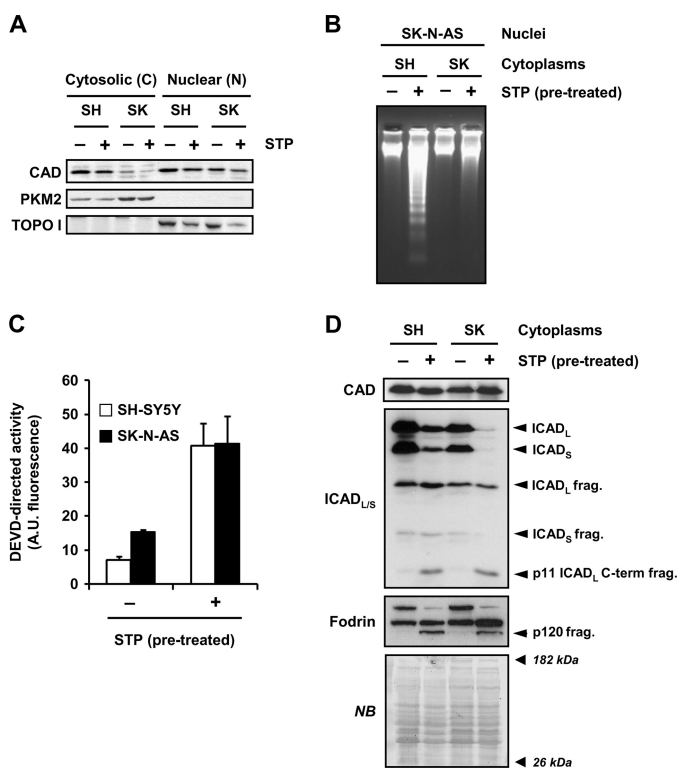 A
Cytosolic (C) Nuclear (N)
SH SK SH SK
– + – + – + – + STP
CAD
PKM2
TOPO I
B
SK-N-AS Nuclei
SH SK Cytoplasms
– + – + STP (pre-treated)
C
DEVD-directed activity
(A.U. fluorescence)
60
50
40
30
20
10
0
SH-SY5Y
SK-N-AS
– +
STP (pre-treated)
D
SH SK Cytoplasms
– + – + STP (pre-treated)
CAD
ICAD_L
ICAD_S
ICAD_L/S
ICAD_L frag.
ICAD_S frag.
p11 ICAD_L C-term frag.
Fodrin
p120 frag.
182 kDa
NB
26 kDa